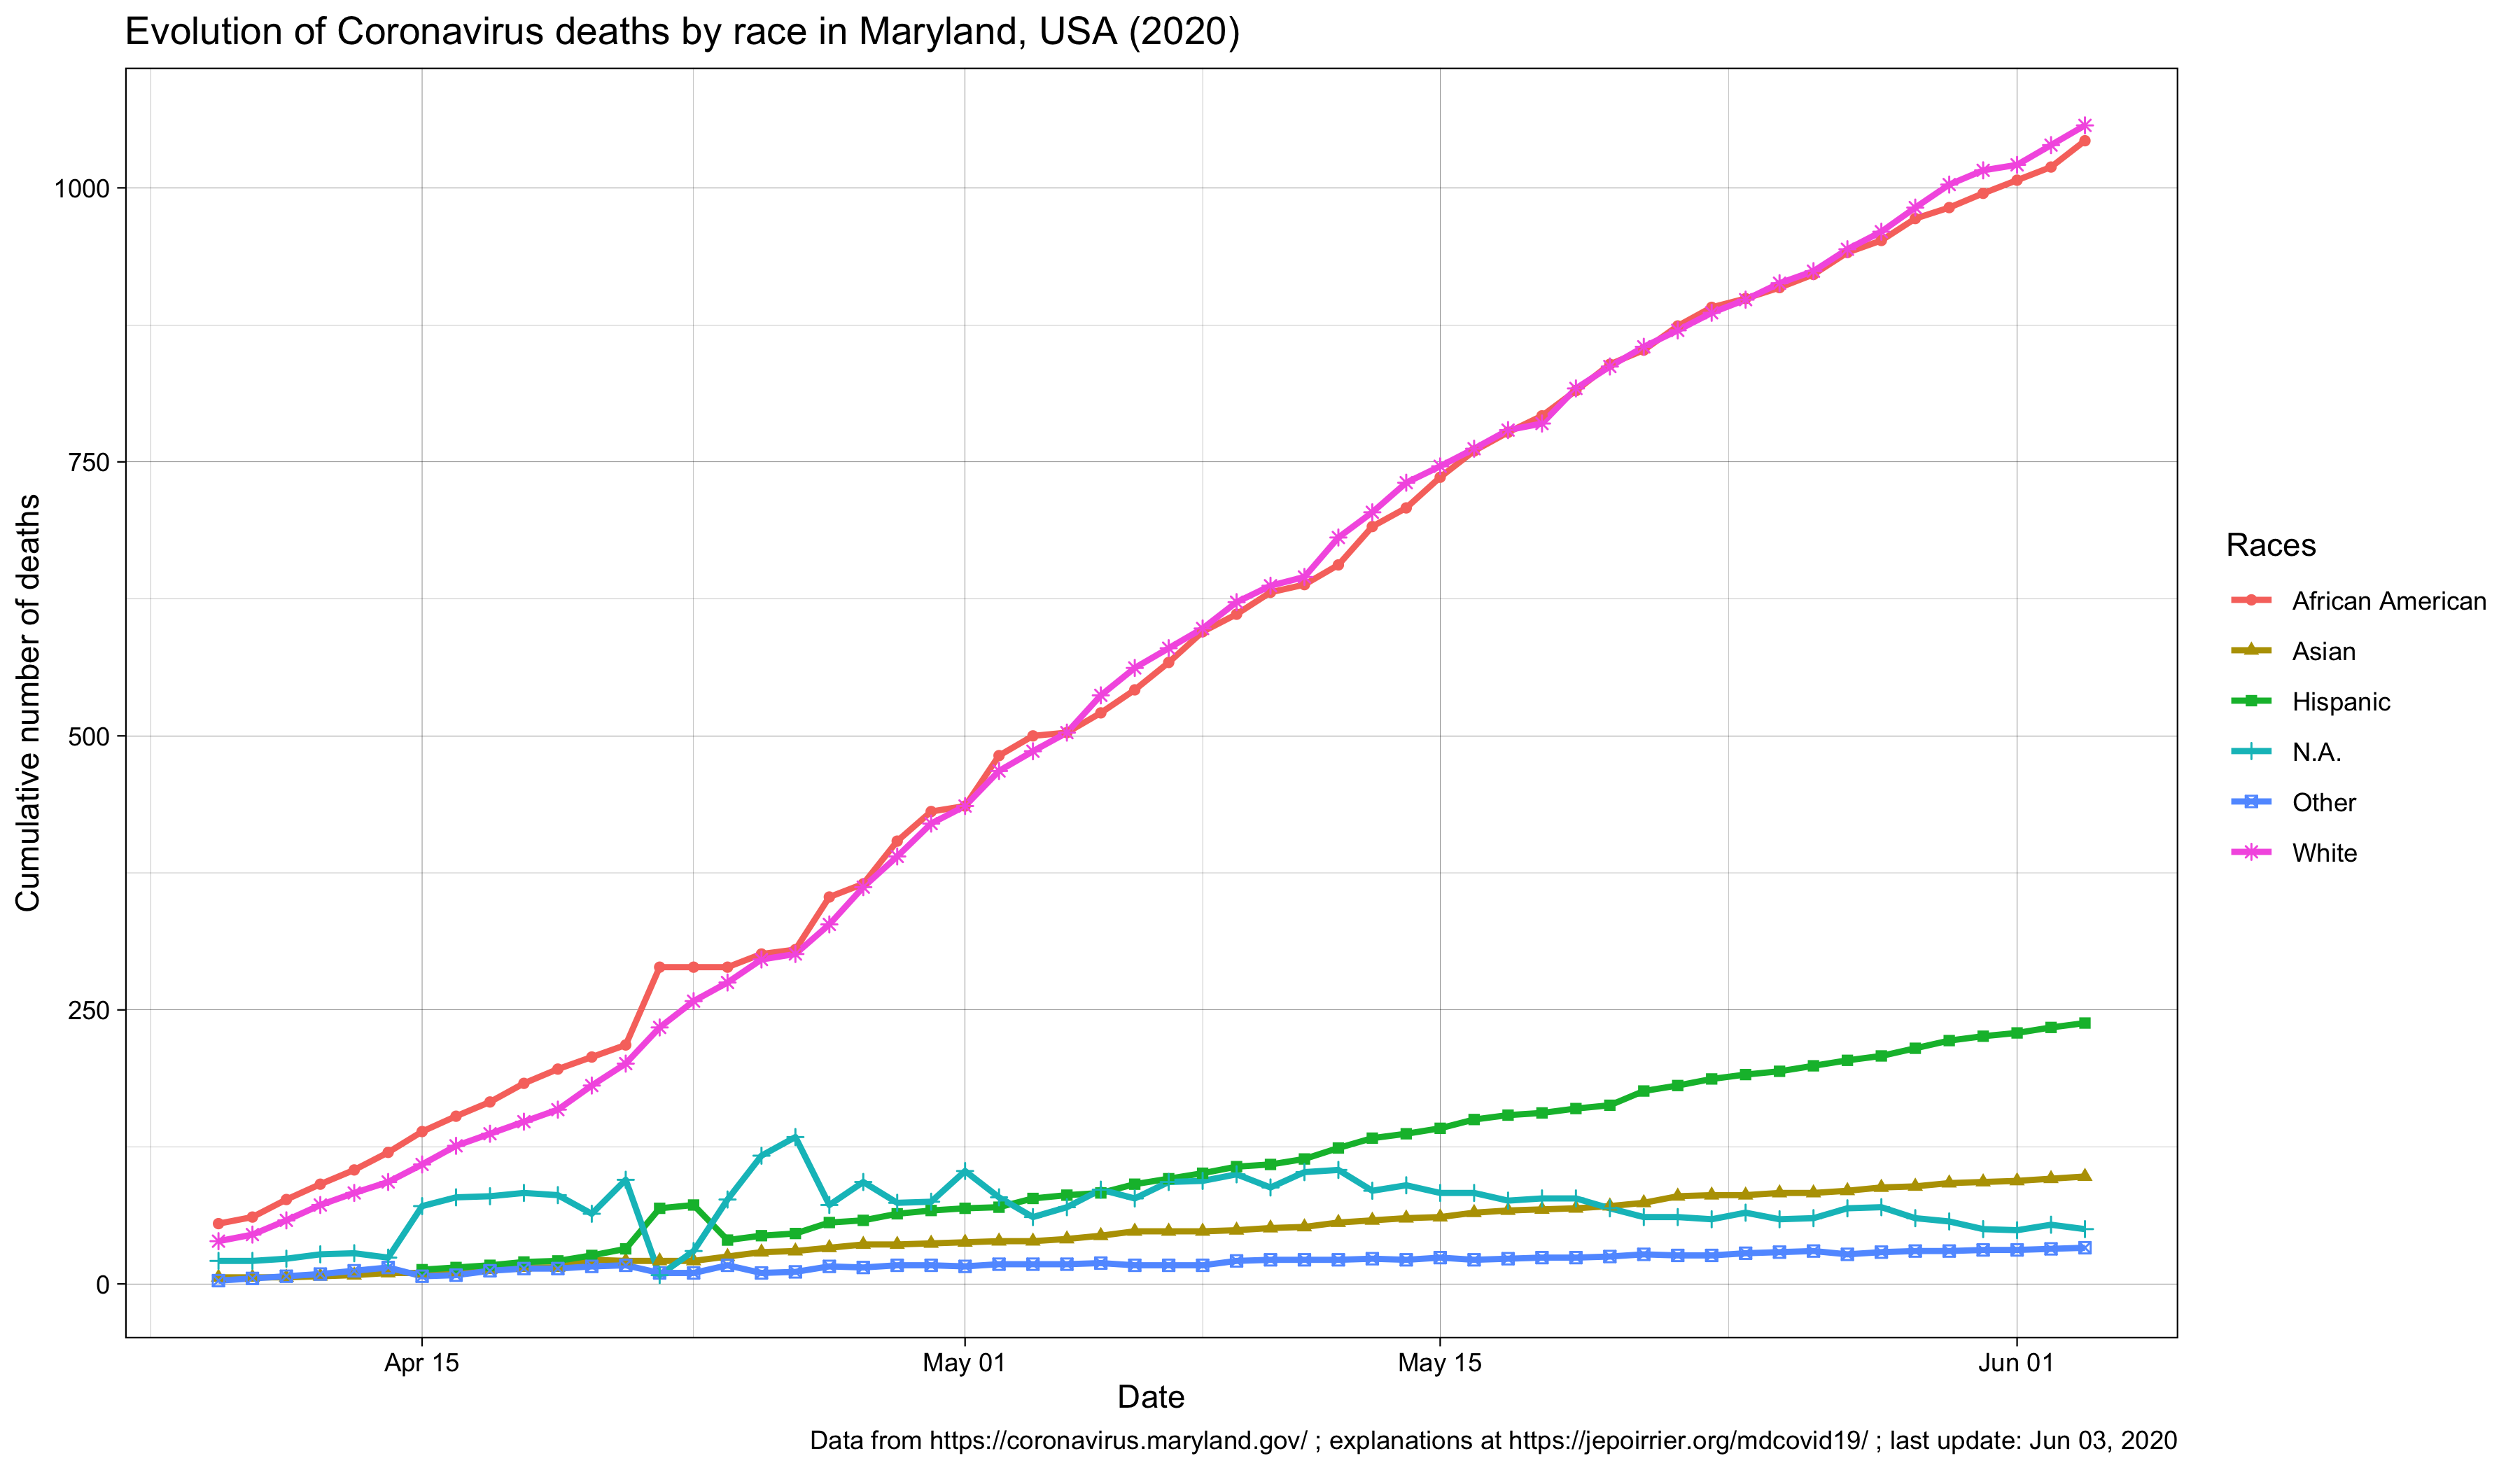 Evolution of Coronavirus deaths by race in Maryland, USA (2020)
Cumulative number of deaths
1000
750
500
250
0
Apr 15
May 01
May 15
Jun 01
Date
Races
African American
Asian
Hispanic
N.A.
Other
White
Data from https://coronavirus.maryland.gov/ ; explanations at https://jepoirrier.org/mdcovid19/ ; last update: Jun 03, 2020